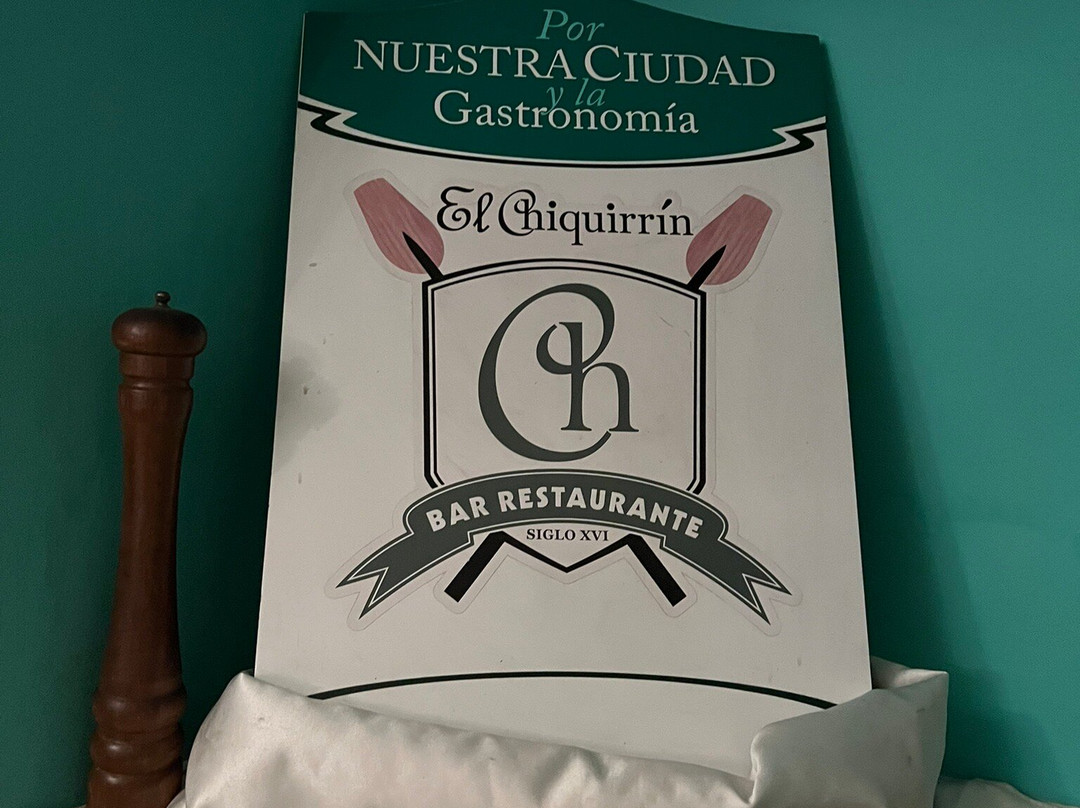 Por
NUESTRA CIUDAD
y la
Gastronomía
El Chiquirrín
Ch
BAR RESTAURANTE
SIGLO XVI